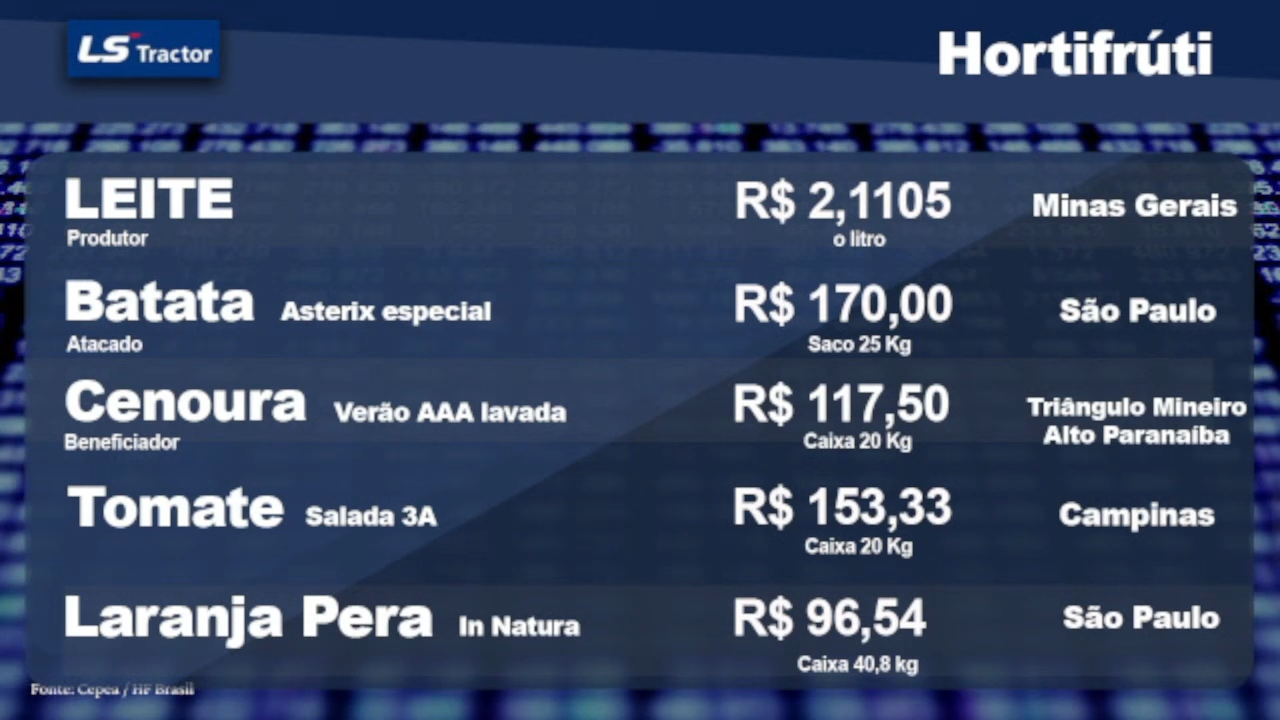 LS Tractor
Hortifrúti
LEITE R$ 2,1105 Minas Gerais
Produtor o litro
Batata Asterix especial R$ 170,00 São Paulo
Atacado Saco 25 Kg
Cenoura Verão AAA lavada R$ 117,50 Triângulo Mineiro
Alto Paranaíba
Beneficiador Caixa 20 Kg
Tomate Salada 3A R$ 153,33 Campinas
Caixa 20 Kg
Laranja Pera In Natura R$ 96,54 São Paulo
Caixa 40,8 kg
Fonte: Cepea / HF Brasil